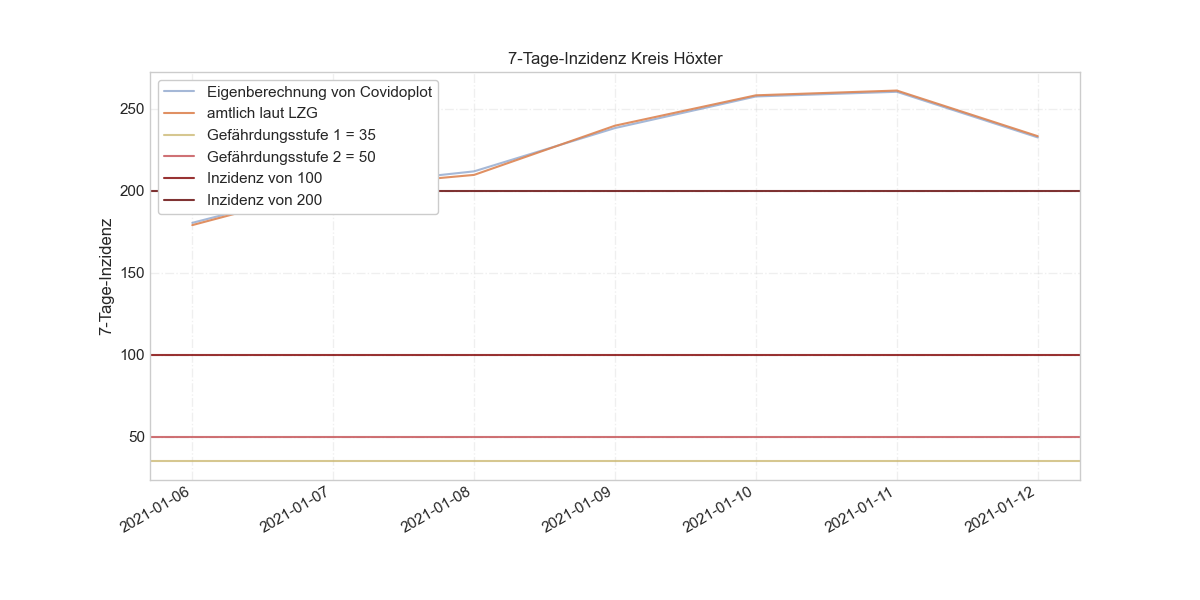 7-Tage-Inzidenz Kreis Höxter
Eigenberechnung von Covidoplot
amtlich laut LZG
Gefährdungsstufe 1 = 35
Gefährdungsstufe 2 = 50
Inzidenz von 100
Inzidenz von 200
7-Tage-Inzidenz
250
200
150
100
50
2021-01-06
2021-01-07
2021-01-08
2021-01-09
2021-01-10
2021-01-11
2021-01-12